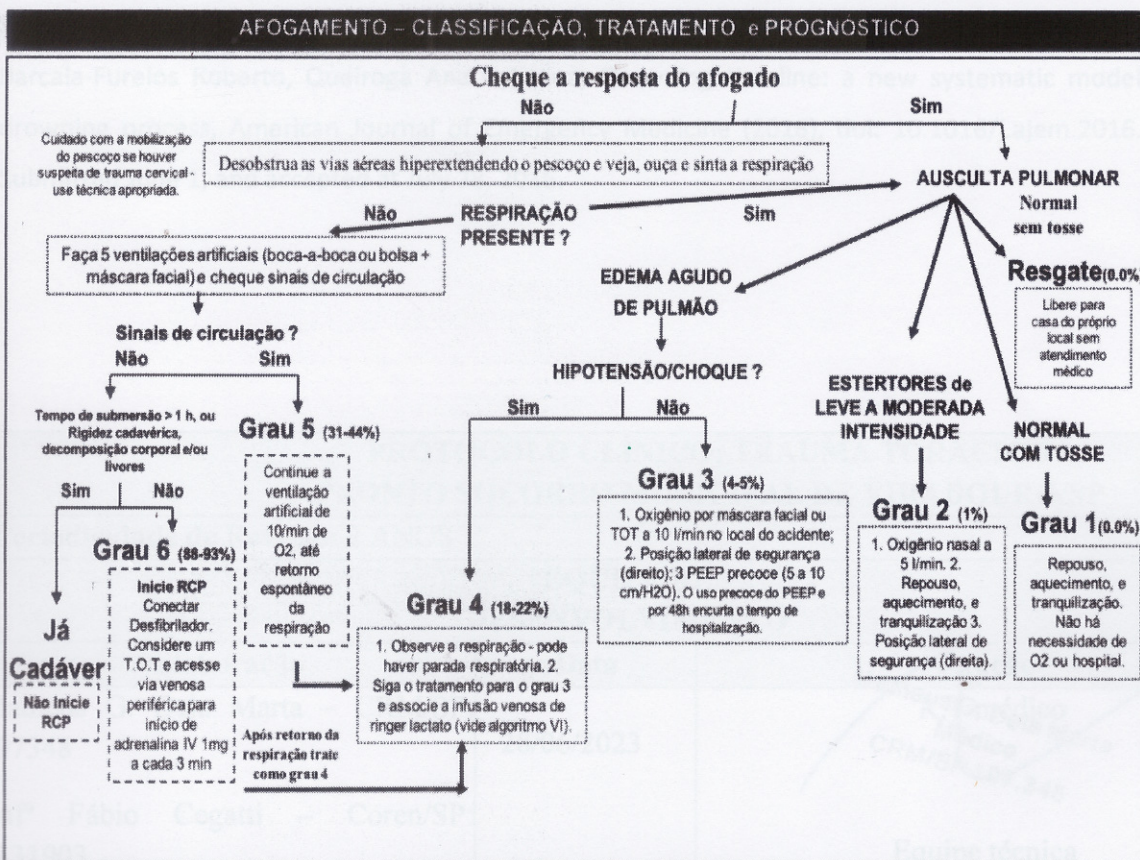 AFOGAMENTO – CLASSIFICAÇÃO, TRATAMENTO e PROGNÓSTICO
Cheque a resposta do afogado
Não
Sim
Cuidado com a mobilização
do pescoço se houver
suspeita de trauma cervical -
use técnica apropriada.
Desobstrua as vias aéreas hiperextendendo o pescoço e veja, ouça e sinta a respiração
AUSCULTA PULMONAR
Normal
sem tosse
Não
RESPIRAÇÃO
PRESENTE ?
Sim
Faça 5 ventilações artificiais (boca-a-boca ou bolsa +
máscara facial) e cheque sinais de circulação
EDEMA AGUDO
DE PULMÃO
Resgate(0.0%)
Libere para
casa do próprio
local sem
atendimento
médico
Sinais de circulação ?
Não
Sim
HIPOTENSÃO/CHOQUE ?
Sim
Não
ESTERTORES de
LEVE A MODERADA
INTENSIDADE
NORMAL
COM TOSSE
Tempo de submersão > 1 h, ou
Rigidez cadavérica,
decomposição corporal e/ou
livores
Sim
Não
Grau 5 (31-44%)
Continue a
ventilação
artificial de
10/min de
O2, até
retorno
espontâneo
da
respiração
Grau 3 (4-5%)
1. Oxigênio por máscara facial ou
TOT a 10 l/min no local do acidente;
2. Posição lateral de segurança
(direito); 3 PEEP precoce (5 a 10
cm/H2O). O uso precoce do PEEP e
por 48h encurta o tempo de
hospitalização.
Grau 2 (1%)
1. Oxigênio nasal a
5 l/min. 2.
Repouso,
aquecimento, e
tranquilização 3.
Posição lateral de
segurança (direita).
Grau 1(0.0%)
Repouso,
aquecimento, e
tranquilização.
Não há
necessidade de
O2 ou hospital.
Grau 6 (88-93%)
Inicie RCP
Conectar
Desfibrilador.
Considere um
T.O.T e acesse
via venosa
periférica para
início de
adrenalina IV 1mg
a cada 3 min
Já
Cadáver
Não Inicie
RCP
Grau 4 (18-22%)
1. Observe a respiração - pode
haver parada respiratória. 2.
Siga o tratamento para o grau 3
e associe a infusão venosa de
ringer lactato (vide algoritmo VI).
Após retorno da
respiração trate
como grau 4
Fábio Cegatti - Coren/SP
Equipe técnica